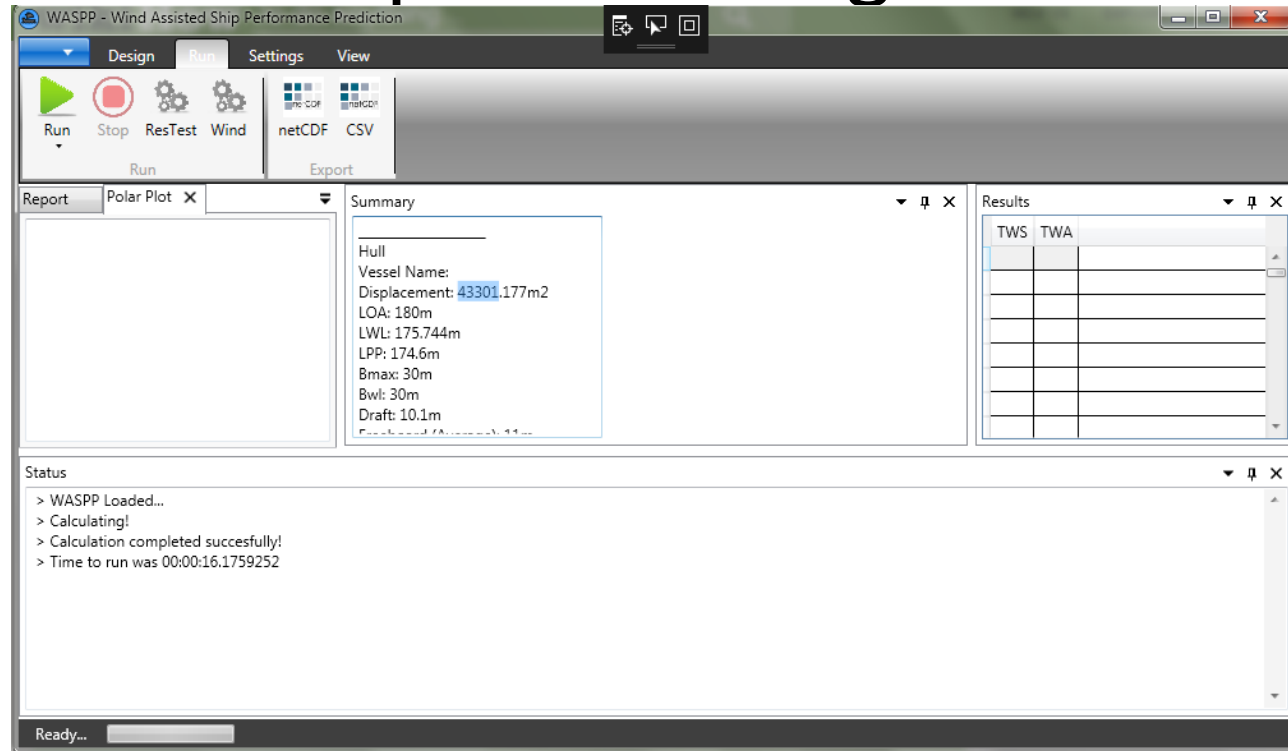 WASPP - Wind Assisted Ship Performance Prediction
Design Run Settings View
Run Stop ResTest Wind netCDF CSV
Run Export
Report Polar Plot Summary Results
TWS TWA
Hull
Vessel Name:
Displacement: 43301.177m2
LOA: 180m
LWL: 175.744m
LPP: 174.6m
Bmax: 30m
Bwl: 30m
Draft: 10.1m
Freeboard (Average): 11m
Status
> WASPP Loaded...
> Calculating!
> Calculation completed succesfully!
> Time to run was 00:00:16.1759252
Ready...